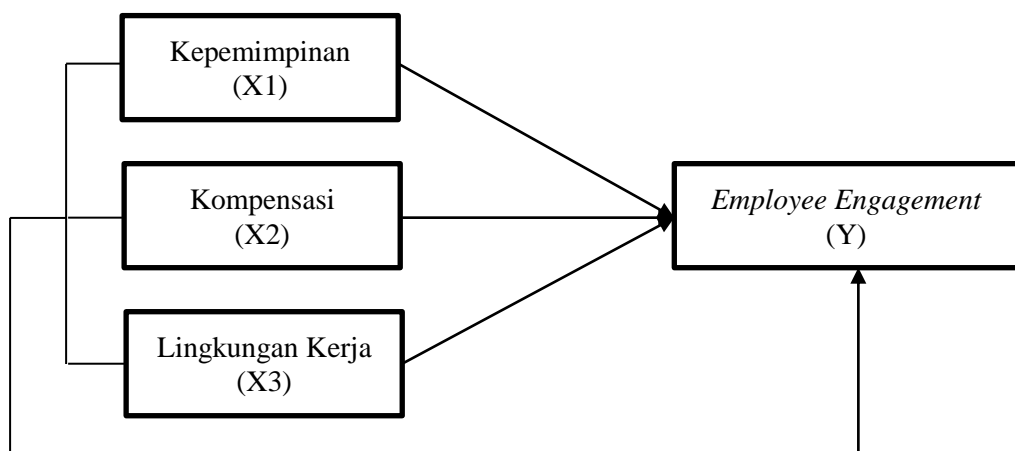 Kepemimpinan
(X1)
Kompensasi
(X2)
Employee Engagement
(Y)
Lingkungan Kerja
(X3)